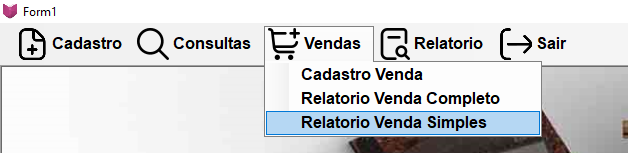 Form1
Cadastro Consultas Vendas Relatorio Sair
Cadastro Venda
Relatorio Venda Completo
Relatorio Venda Simples